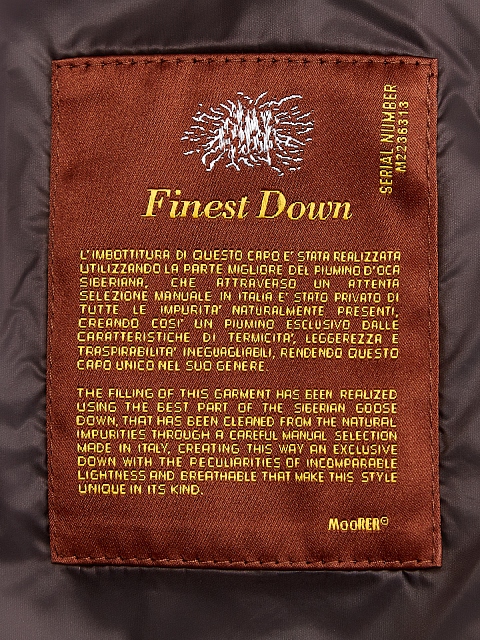 SERIAL NUMBER
M2236313
Finest Down
L'IMBOTTITURA DI QUESTO CAPO E' STATA REALIZZATA
UTILIZZANDO LA PARTE MIGLIORE DEL PIUMINO D'OCA
SIBERIANA, CHE ATTRAVERSO UN ATTENTA
SELEZIONE MANUALE IN ITALIA E' STATO PRIVATO DI
TUTTE LE IMPURITA' NATURALMENTE PRESENTI,
CREANDO COSI' UN PIUMINO ESCLUSIVO DALLE
CARATTERISTICHE DI TERMICITA', LEGGEREZZA E
TRASPIRABILITA' INEGUAGLIABILI, RENDENDO QUESTO
CAPO UNICO NEL SUO GENERE.
THE FILLING OF THIS GARMENT HAS BEEN REALIZED
USING THE BEST PART OF THE SIBERIAN GOOSE
DOWN, THAT HAS BEEN CLEANED FROM THE NATURAL
IMPURITIES THROUGH A CAREFUL MANUAL SELECTION
MADE IN ITALY, CREATING THIS WAY AN EXCLUSIVE
DOWN WITH THE PECULIARITIES OF INCOMPARABLE
LIGHTNESS AND BREATHABLE THAT MAKE THIS STYLE
UNIQUE IN ITS KIND.
MooRER©